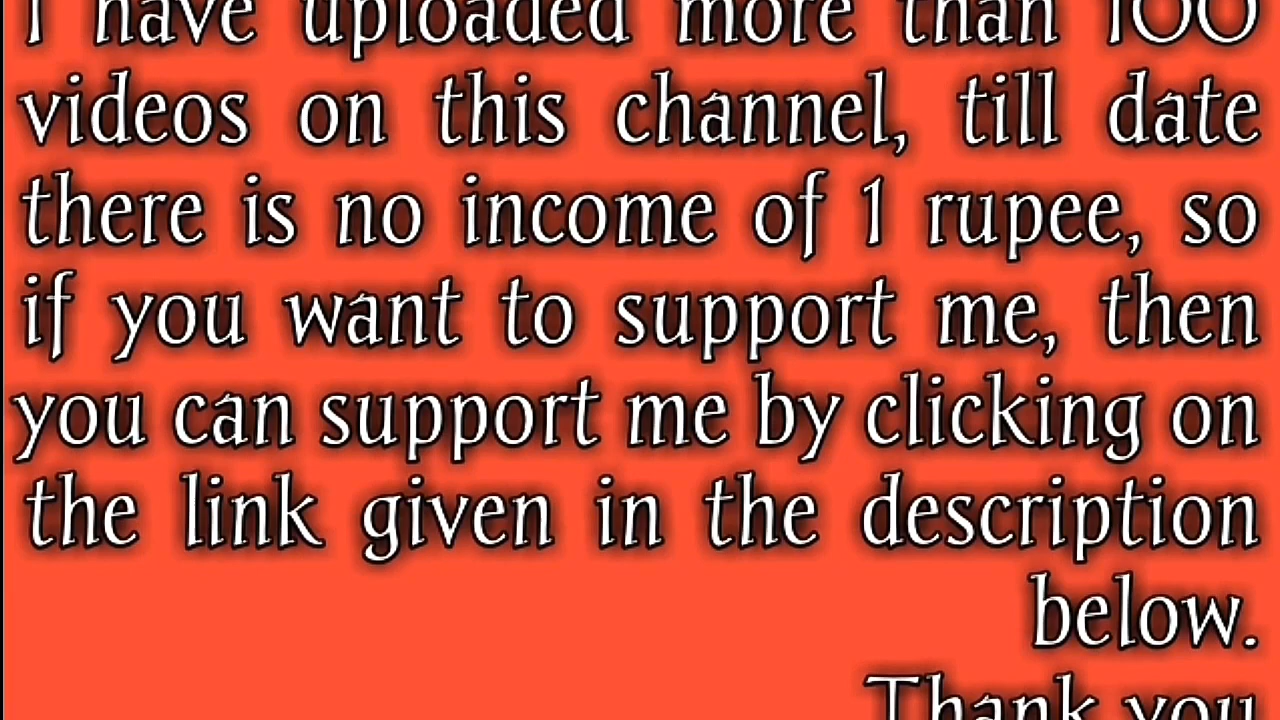 I have uploaded more than 100
videos on this channel, till date
there is no income of 1 rupee, so
if you want to support me, then
you can support me by clicking on
the link given in the description
below.
Thank you